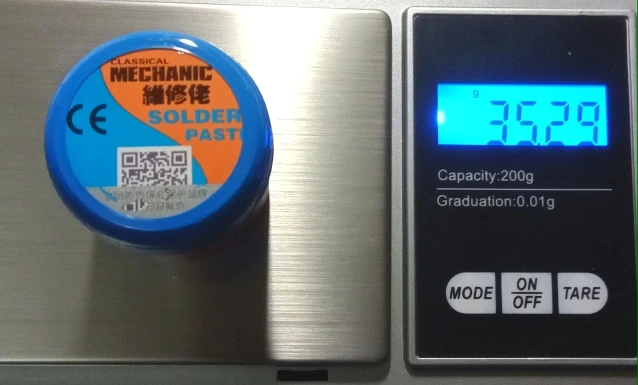 CLASSICAL
MECHANIC
維修佬
CE
SOLDER
PAST
g
35.29
Capacity:200g
Graduation:0.01g
MODE
ON
OFF
TARE